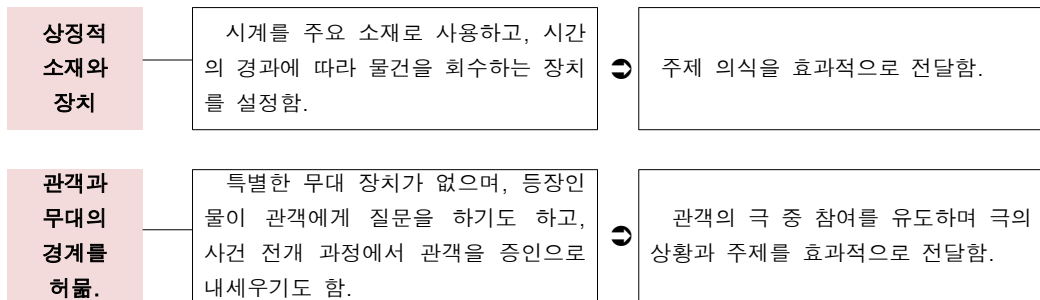 상징적
소재와
장치
시계를 주요 소재로 사용하고, 시간
의 경과에 따라 물건을 회수하는 장치
를 설정함.
➲
주제 의식을 효과적으로 전달함.
관객과
무대의
경계를
허묾.
특별한 무대 장치가 없으며, 등장인
물이 관객에게 질문을 하기도 하고,
사건 전개 과정에서 관객을 증인으로
내세우기도 함.
➲
관객의 극 중 참여를 유도하며 극의
상황과 주제를 효과적으로 전달함.